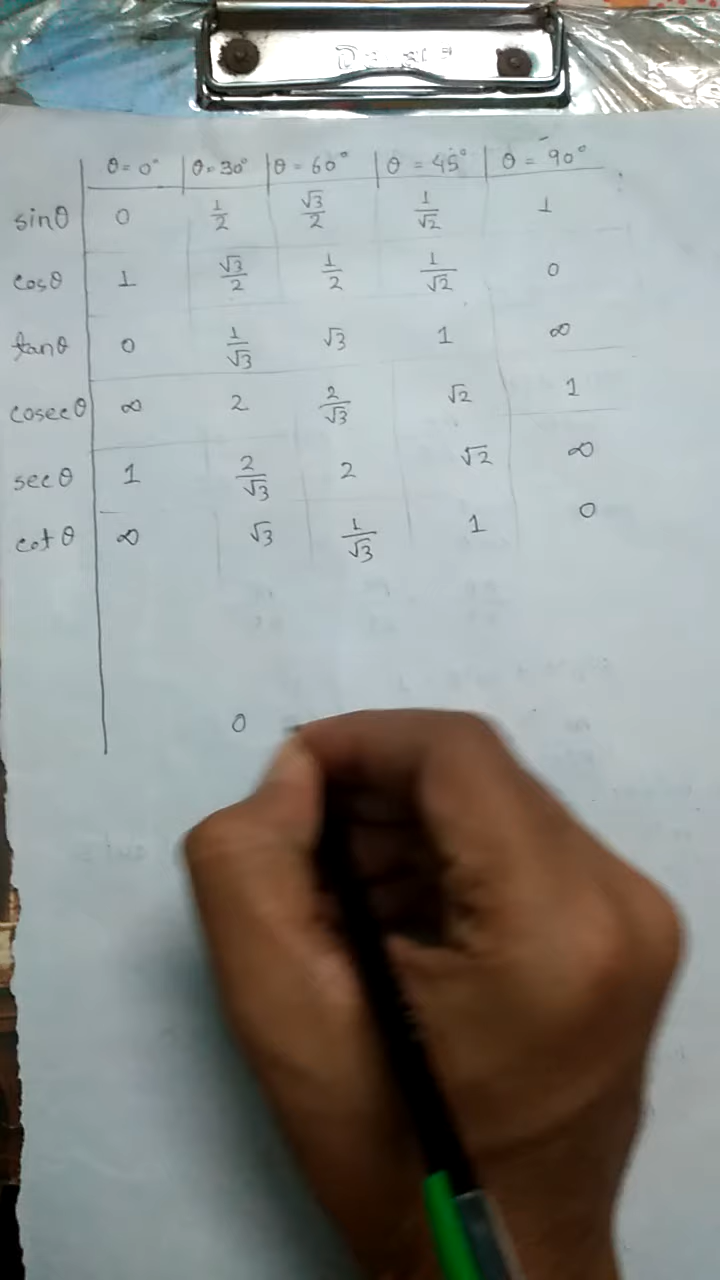 θ = 0° θ = 30° θ = 60° θ = 45° θ = 90°
sinθ 0 1/2 √3/2 1/√2 1
cosθ 1 √3/2 1/2 1/√2 0
tanθ 0 1/√3 √3 1 ∞
cosecθ ∞ 2 2/√3 √2 1
secθ 1 2/√3 2 √2 ∞
cotθ ∞ √3 1/√3 1 0
0